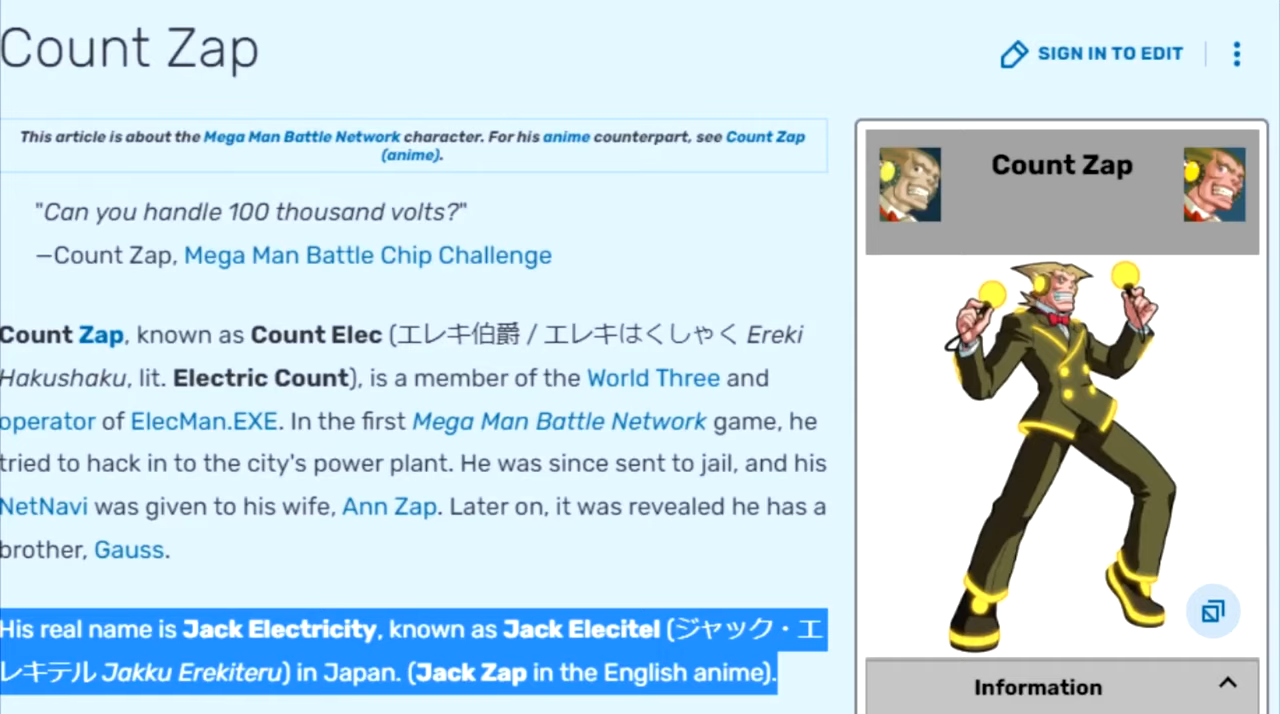 Count Zap
SIGN IN TO EDIT
This article is about the Mega Man Battle Network character. For his anime counterpart, see Count Zap
(anime).
"Can you handle 100 thousand volts?"
—Count Zap, Mega Man Battle Chip Challenge
Count Zap, known as Count Elec (エレキ伯爵 / エレキはくしゃく Ereki
Hakushaku, lit. Electric Count), is a member of the World Three and
operator of ElecMan.EXE. In the first Mega Man Battle Network game, he
tried to hack in to the city's power plant. He was since sent to jail, and his
NetNavi was given to his wife, Ann Zap. Later on, it was revealed he has a
brother, Gauss.
His real name is Jack Electricity, known as Jack Elecitel (ジャック・エ
レキテル Jakku Erekiteru) in Japan. (Jack Zap in the English anime).
Count Zap
Information